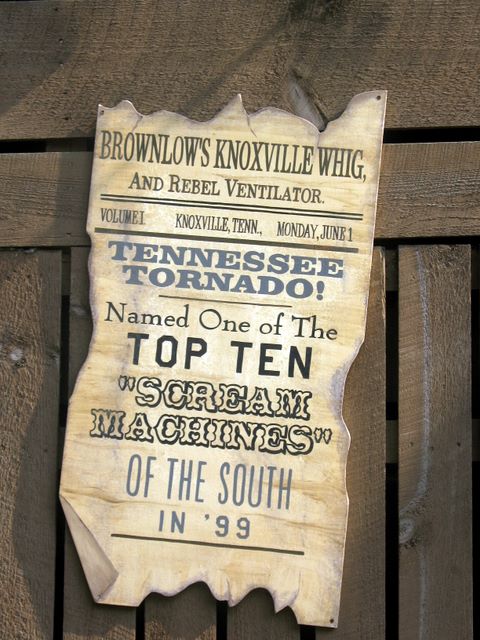 BROWNLOW'S KNOXVILLE WHIG,
AND REBEL VENTILATOR.
VOLUME I KNOXVILLE, TENN., MONDAY, JUNE 1
TENNESSEE
TORNADO!
Named One of The
TOP TEN
"SCREAM
MACHINES"
OF THE SOUTH
IN '99